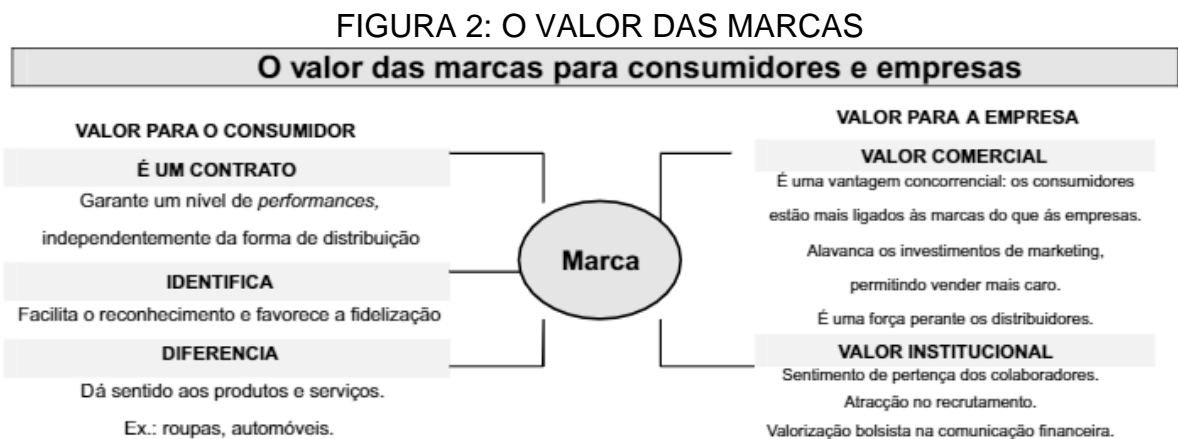 FIGURA 2: O VALOR DAS MARCAS
O valor das marcas para consumidores e empresas
VALOR PARA O CONSUMIDOR
É UM CONTRATO
Garante um nível de performances,
independentemente da forma de distribuição
IDENTIFICA
Facilita o reconhecimento e favorece a fidelização
DIFERENCIA
Dá sentido aos produtos e serviços.
Ex.: roupas, automóveis.
Marca
VALOR PARA A EMPRESA
VALOR COMERCIAL
É uma vantagem concorrencial: os consumidores
estão mais ligados às marcas do que ás empresas.
Alavanca os investimentos de marketing,
permitindo vender mais caro.
É uma força perante os distribuidores.
VALOR INSTITUCIONAL
Sentimento de pertença dos colaboradores.
Atracção no recrutamento.
Valorização bolsista na comunicação financeira.